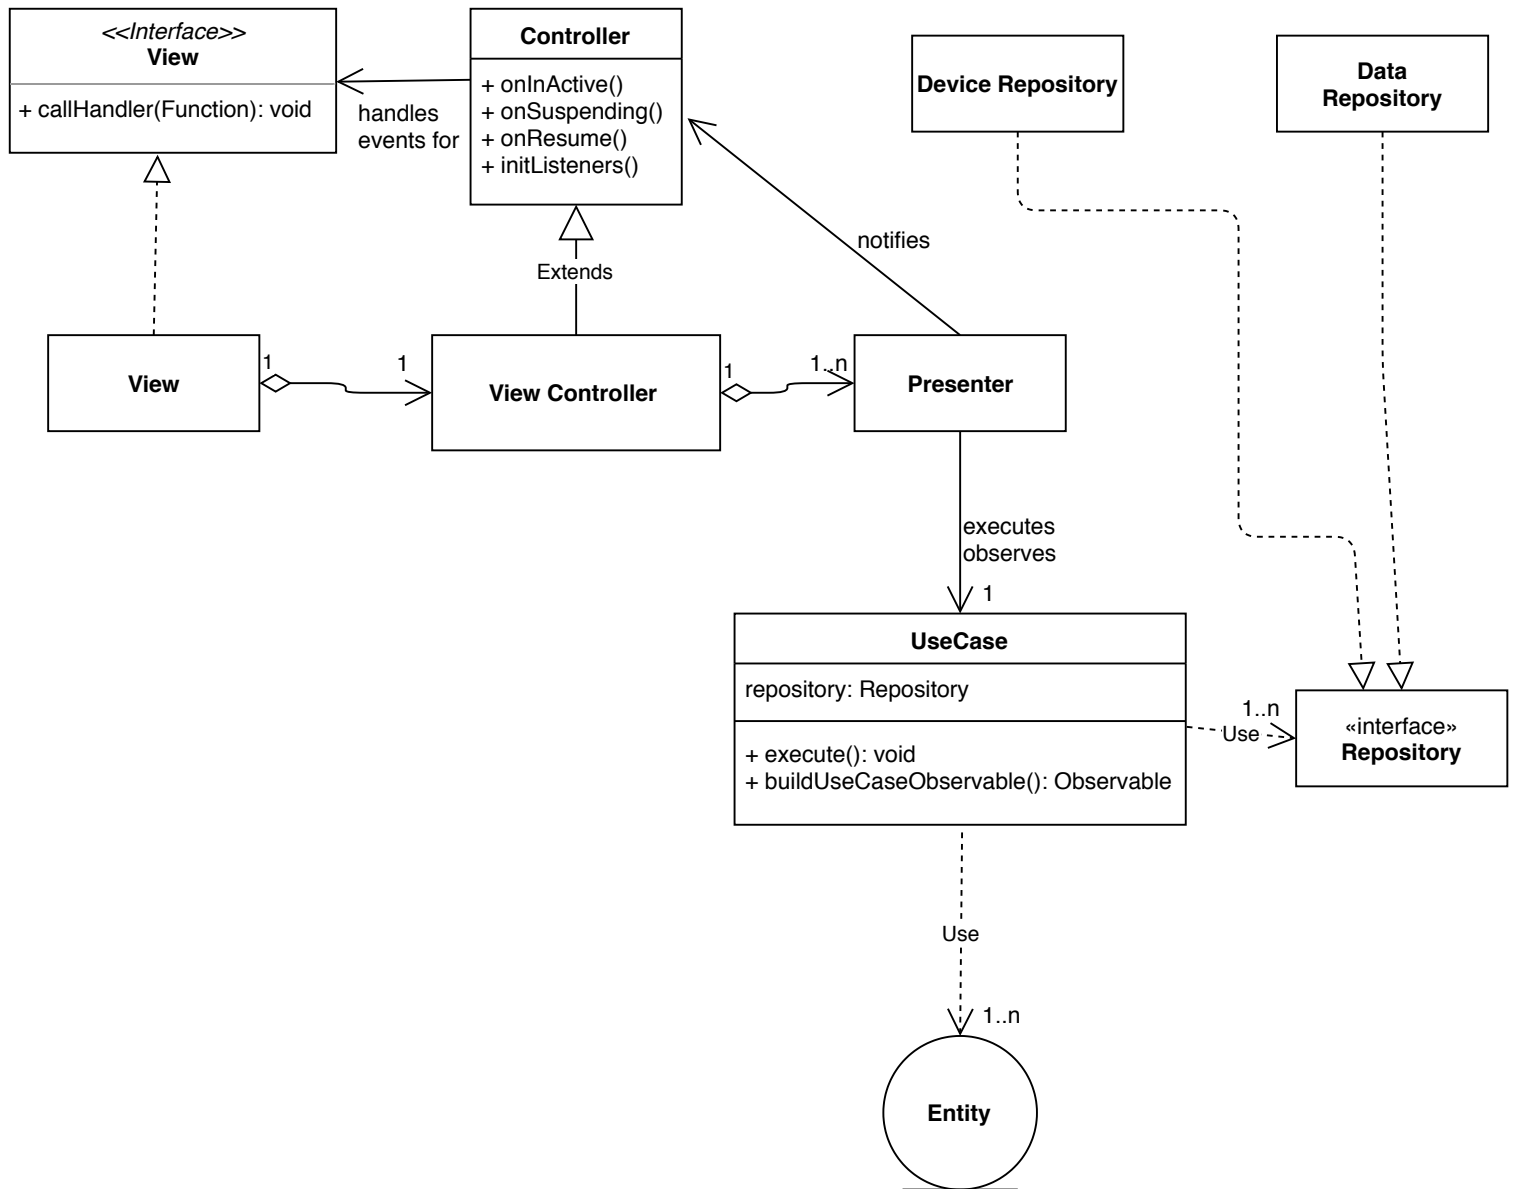 <<Interface>>
View
+ callHandler(Function): void
Controller
+ onInActive()
+ onSuspending()
+ onResume()
+ initListeners()
handles
events for
Device Repository
Data
Repository
notifies
Extends
View
1
1
View Controller
1
1..n
Presenter
executes
observes
1
UseCase
repository: Repository
+ execute(): void
+ buildUseCaseObservable(): Observable
1..n
Use
«interface»
Repository
Use
1..n
Entity